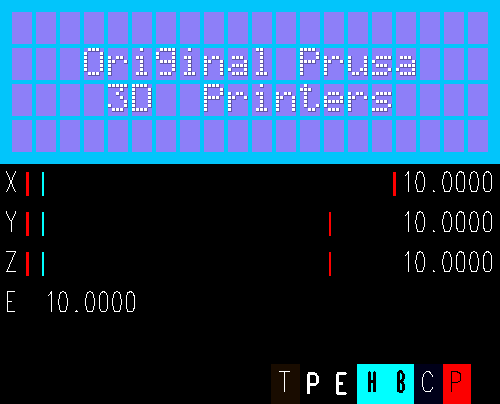 Original Prusa
3D Printers
X 10.0000
Y 10.0000
Z 10.0000
E 10.0000
T P E H B C P